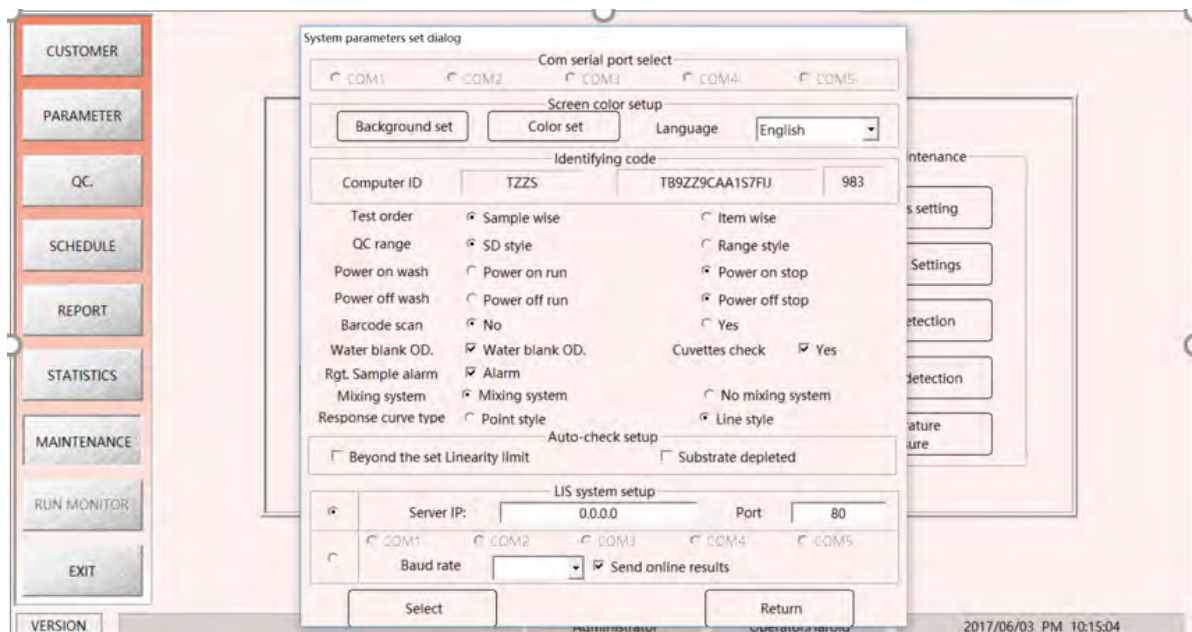 CUSTOMER
PARAMETER
QC.
SCHEDULE
REPORT
STATISTICS
MAINTENANCE
RUN MONITOR
EXIT
System parameters set dialog
Com serial port select
COM1 COM2 COM3 COM4 COM5
Screen color setup
Background set Color set Language English
Identifying code
Computer ID TZZS TB9ZZ9CAA1S7FIJ 983
Test order Sample wise Item wise
QC range SD style Range style
Power on wash Power on run Power on stop
Power off wash Power off run Power off stop
Barcode scan No Yes
Water blank OD. Water blank OD. Cuvettes check Yes
Rgt. Sample alarm Alarm
Mixing system Mixing system No mixing system
Response curve type Point style Line style
Auto-check setup
Beyond the set Linearity limit Substrate depleted
LIS system setup
Server IP: 0.0.0.0 Port 80
COM1 COM2 COM3 COM4 COM5
Baud rate Send online results
Select Return
ntenance
s setting
Settings
etection
detection
ature
ure
VERSION Administrator 2017/06/03 PM 10:15:04